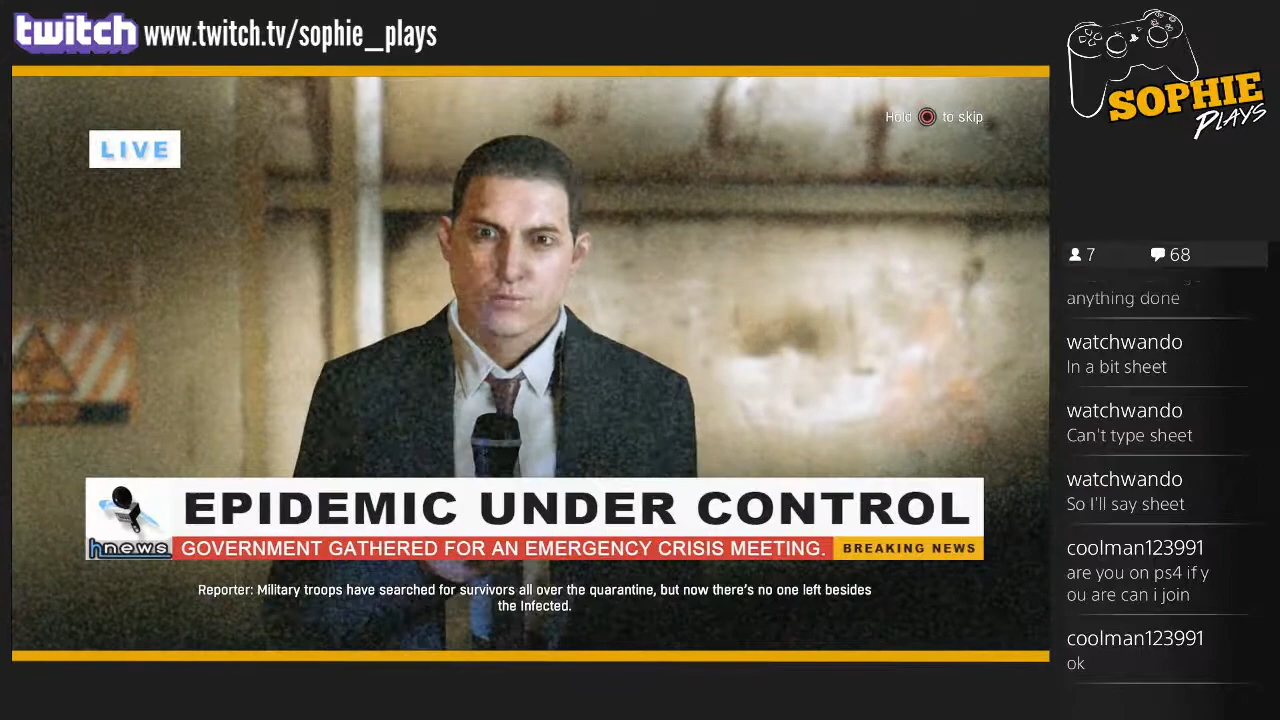 twitch www.twitch.tv/sophie_plays
SOPHIE
PLAYS
LIVE
Hold to skip
EPIDEMIC UNDER CONTROL
hnews
GOVERNMENT GATHERED FOR AN EMERGENCY CRISIS MEETING.
BREAKING NEWS
Reporter: Military troops have searched for survivors all over the quarantine, but now there's no one left besides
the Infected.
7 68
anything done
watchwando
In a bit sheet
watchwando
Can't type sheet
watchwando
So I'll say sheet
coolman123991
are you on ps4 if y
ou are can i join
coolman123991
ok